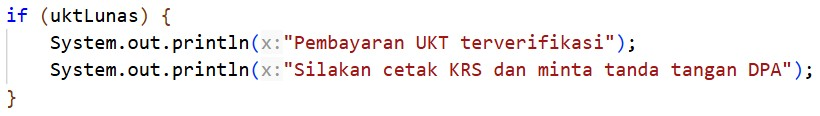 if (uktLunas) {
    System.out.println(x:"Pembayaran UKT terverifikasi");
    System.out.println(x:"Silakan cetak KRS dan minta tanda tangan DPA");
}